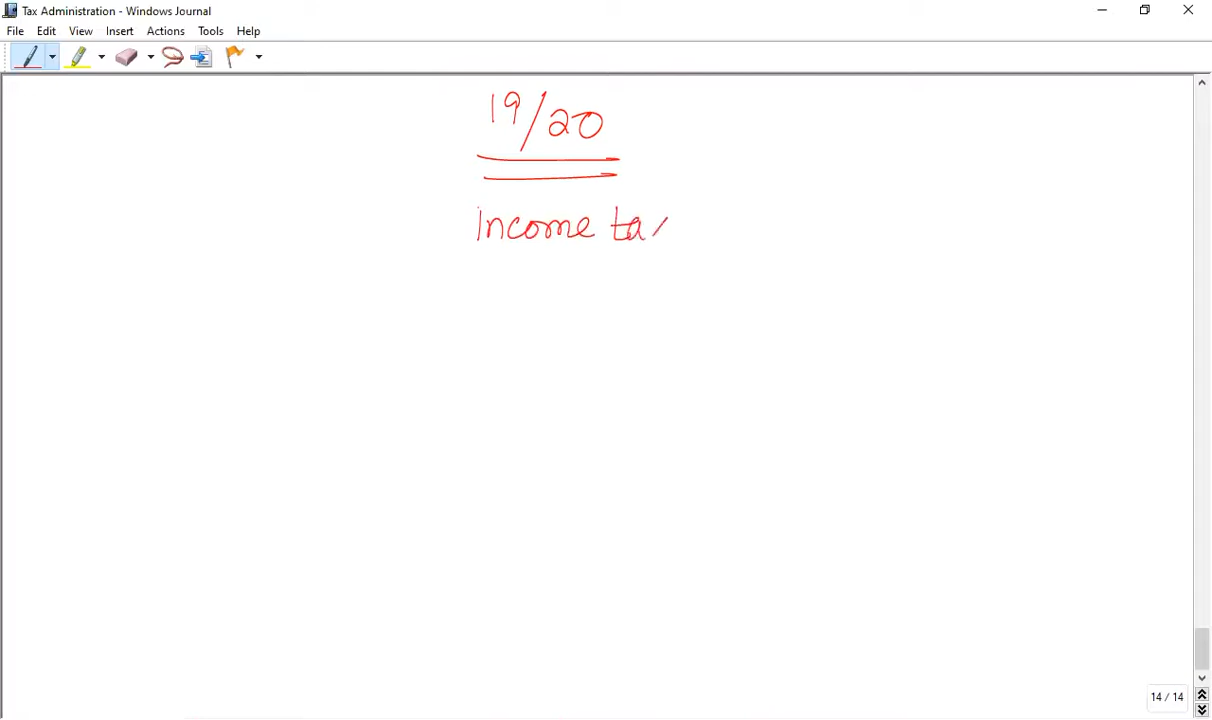 Tax Administration - Windows Journal
File Edit View Insert Actions Tools Help
19/20
Income ta/
14 / 14